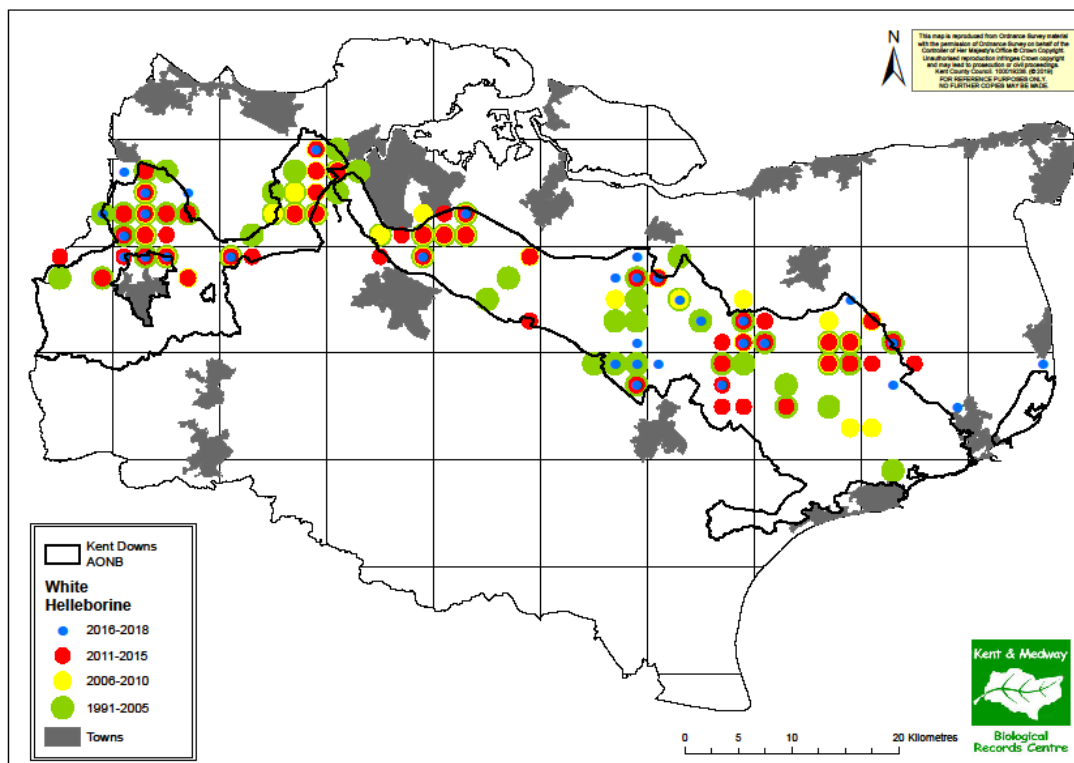 N
This map is reproduced from Ordnance Survey material
with the permission of Ordnance Survey on behalf of the
Controller of Her Majesty's Office © Crown Copyright.
Unauthorised reproduction infringes Crown copyright
and may lead to prosecution or civil proceedings.
Kent County Council. 100019238. (© 2019)
FOR REFERENCE PURPOSES ONLY.
NO FURTHER COPIES MAY BE MADE.
Kent Downs
AONB
White
Helleborine
2016-2018
2011-2015
2006-2010
1991-2005
Towns
0 5 10 20 Kilometres
Kent & Medway
Biological
Records Centre